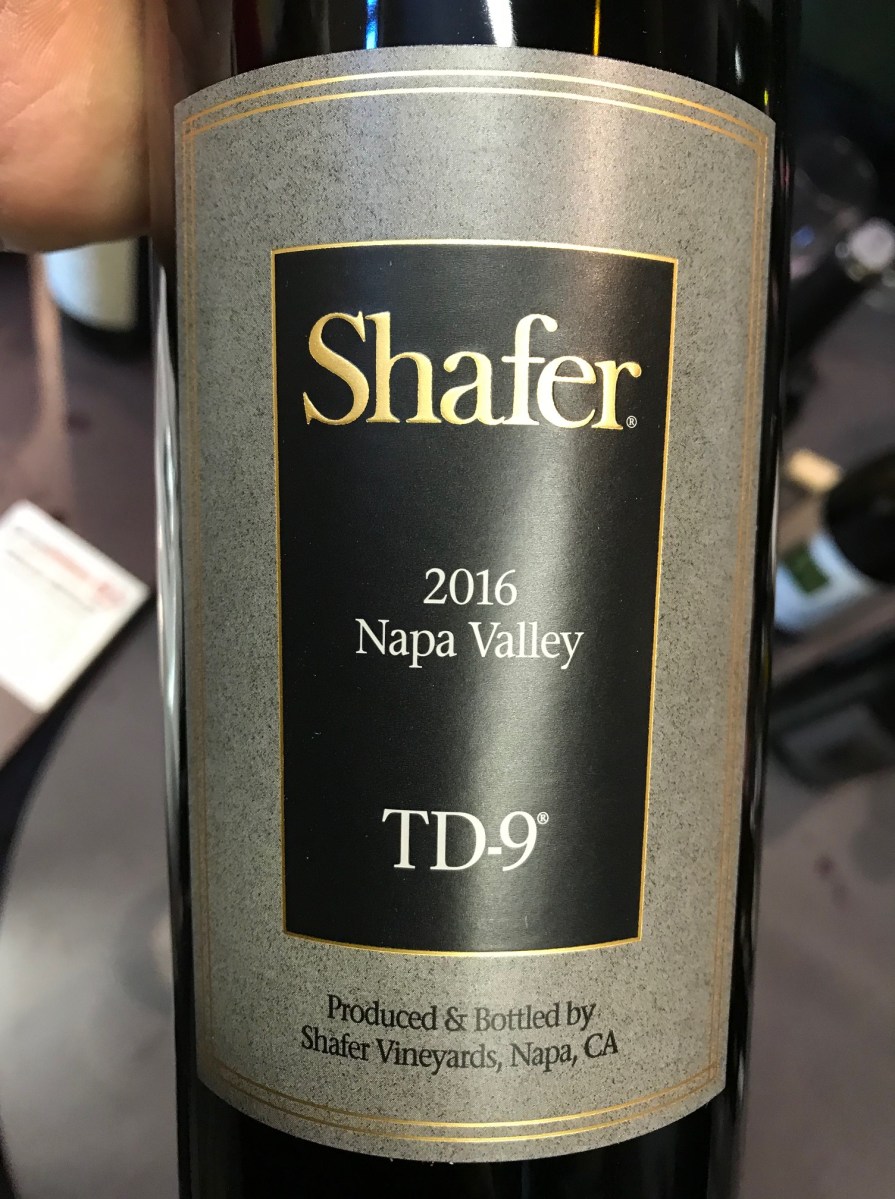 Shafer®
2016
Napa Valley
TD-9®
Produced & Bottled by
Shafer Vineyards, Napa, CA